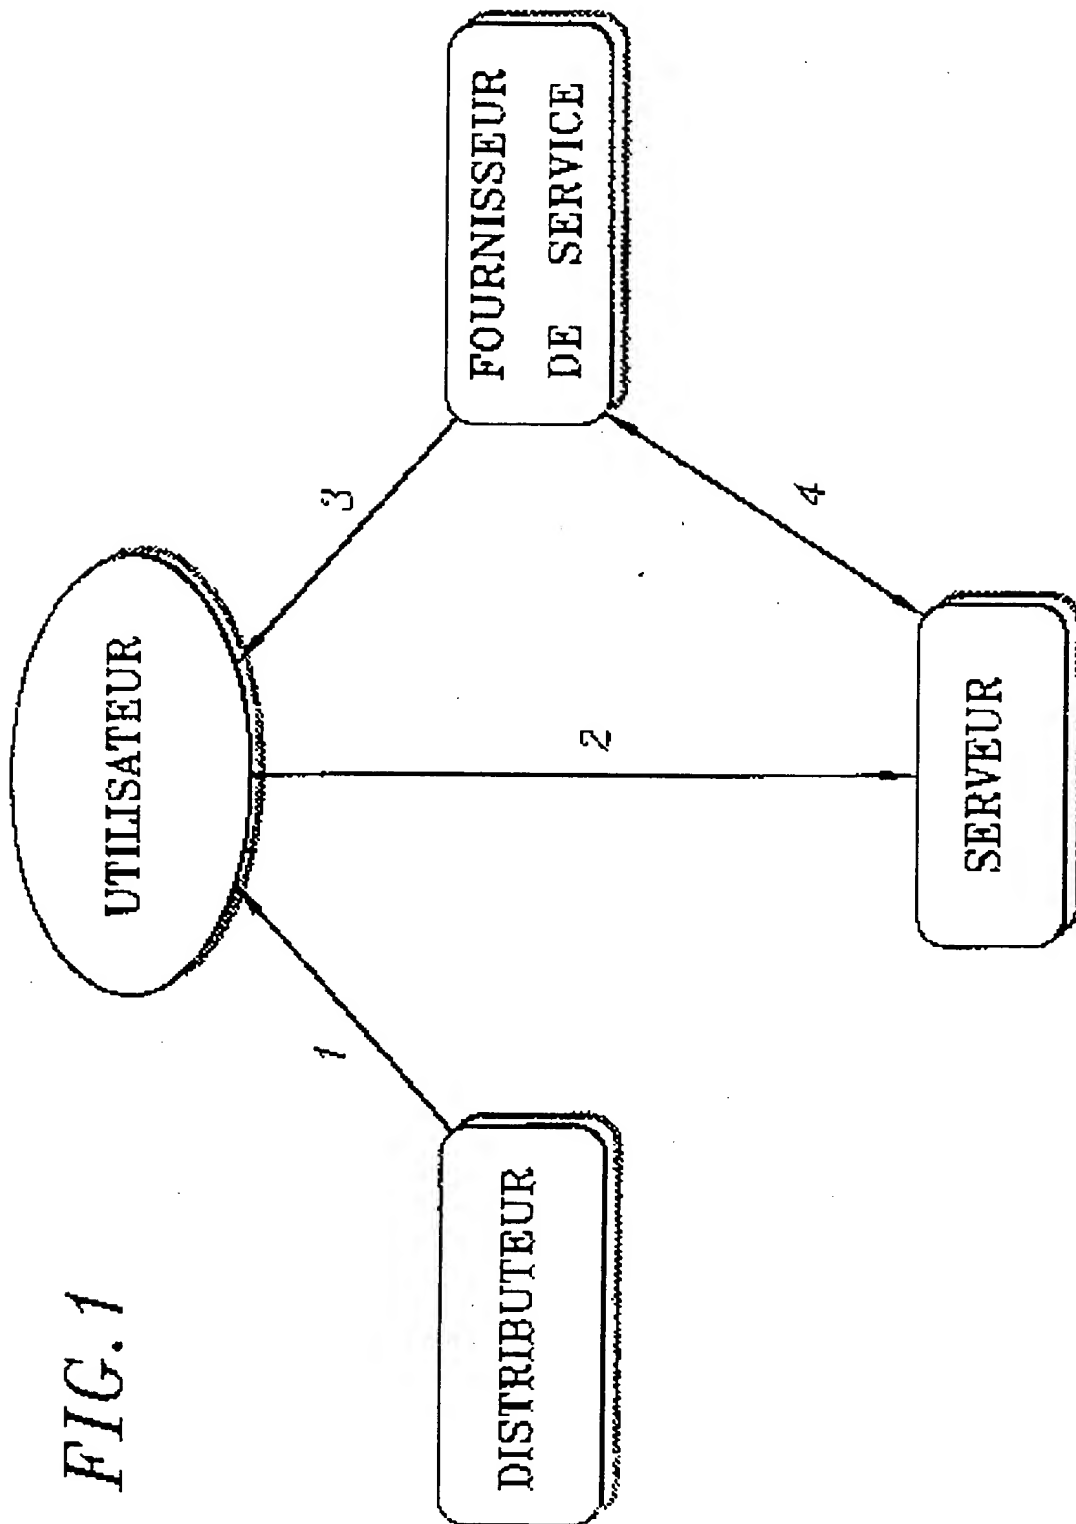 FIG.1
UTILISATEUR
1
3
DISTRIBUTEUR
2
FOURNISSEUR
DE SERVICE
4
SERVEUR